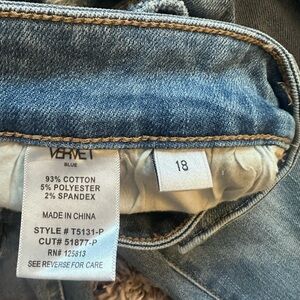 VERVET
BLUE
93% COTTON
5% POLYESTER
2% SPANDEX
MADE IN CHINA
STYLE # T5131-P
CUT# 51877-P
RN# 125813
SEE REVERSE FOR CARE
18